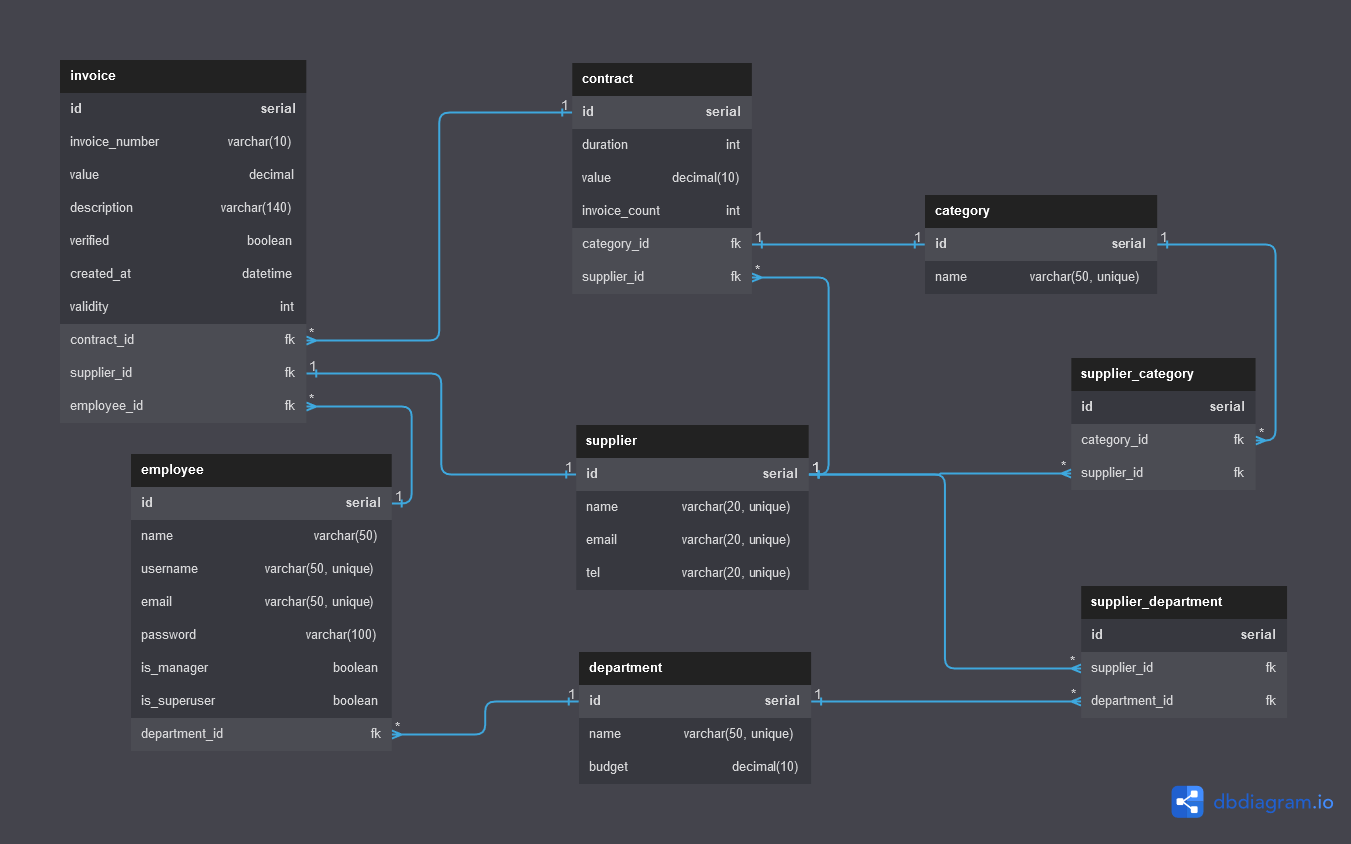 invoice
id serial
invoice_number varchar(10)
value decimal
description varchar(140)
verified boolean
created_at datetime
validity int
contract_id fk *
supplier_id fk 1
employee_id fk *
employee
id serial 1
name varchar(50)
username varchar(50, unique)
email varchar(50, unique)
password varchar(100)
is_manager boolean
is_superuser boolean
department_id fk *
contract
1 id serial
duration int
value decimal(10)
invoice_count int
category_id fk 1
supplier_id fk *
supplier
1 id serial 1
name varchar(20, unique)
email varchar(20, unique)
tel varchar(20, unique)
department
1 id serial 1
name varchar(50, unique)
budget decimal(10)
category
1 id serial 1
name varchar(50, unique)
supplier_category
id serial
category_id fk *
* supplier_id fk
supplier_department
id serial
* supplier_id fk
* department_id fk
dbdiagram.io